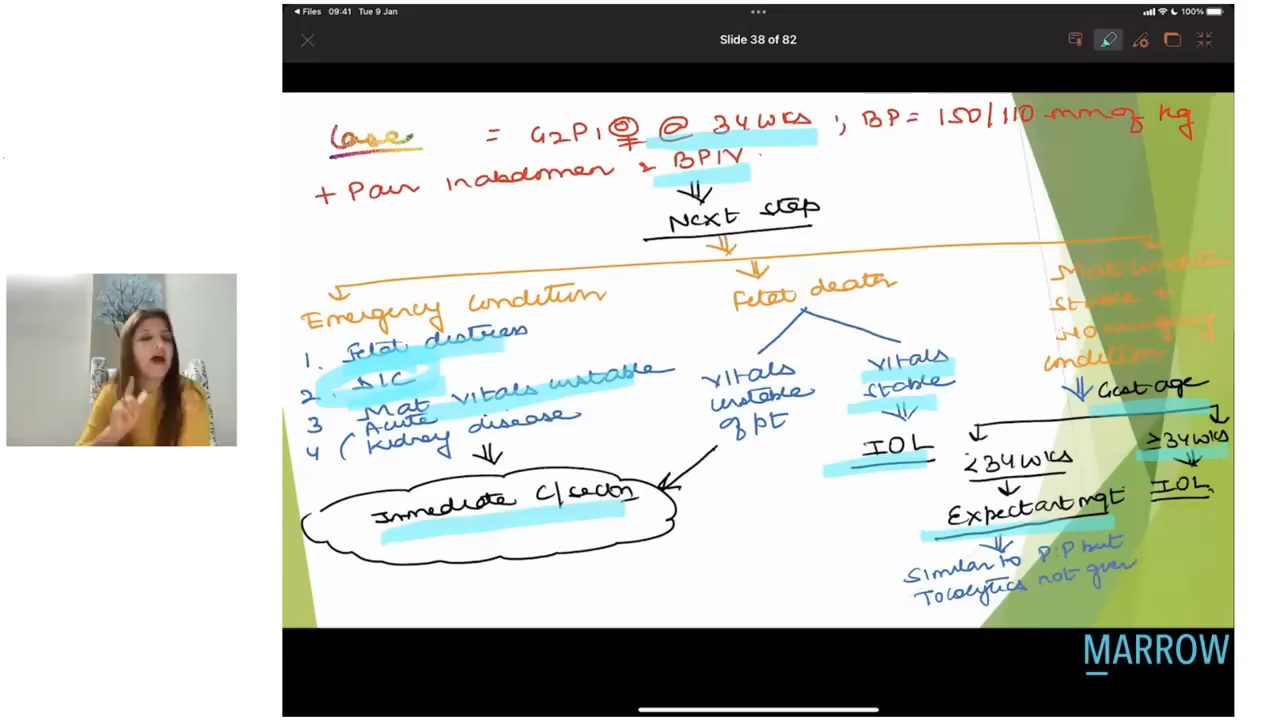 Files 09:41 Tue 9 Jan
100%
Slide 38 of 82
Case = G2P1 @ 34 wks ; BP = 150/110 mm of Hg
+ Pain in abdomen & BPIV
Next step
Emergency condition
1. Fetal distress
2. DIC
3 Mat vitals unstable
4 (Acute Kidney disease
Immediate C/section
Fetal death
vitals unstable of pt
vitals stable
IOL
Mat condition
stable +
No emergency
condition
Gest age
<34 wks
Expectant mgt
Similar to P.P but
Tocolytics not given
≥34 wks
IOL
MARROW